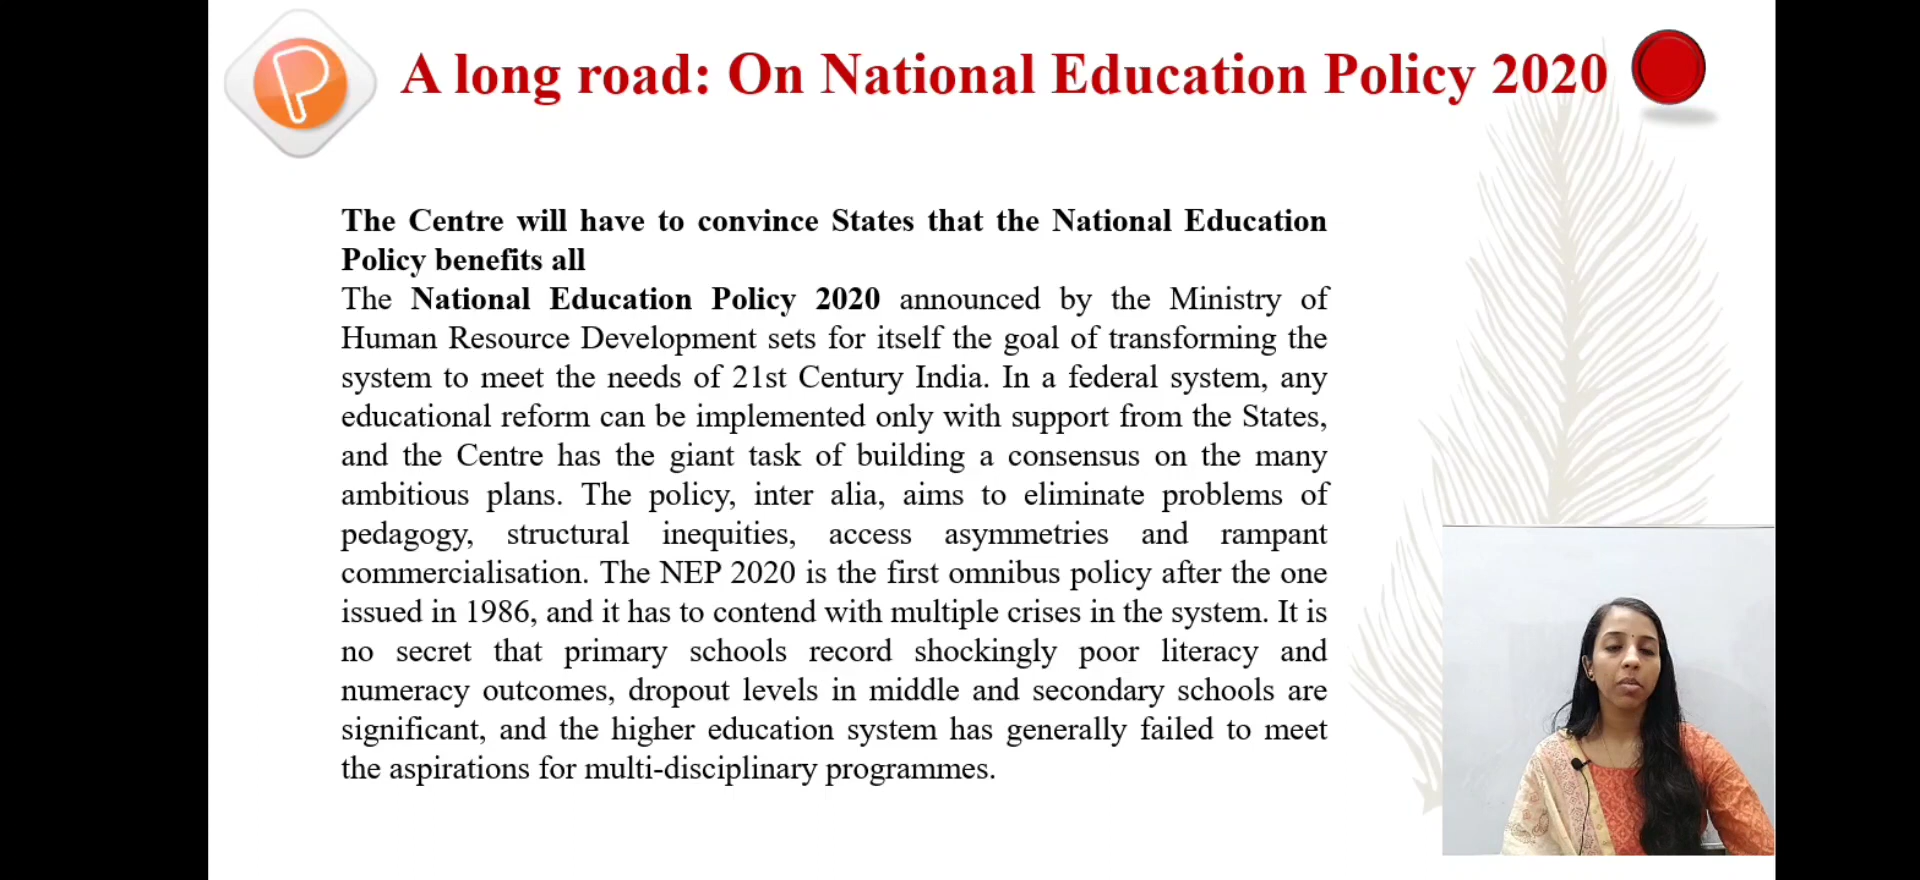 A long road: On National Education Policy 2020
The Centre will have to convince States that the National Education
Policy benefits all
The National Education Policy 2020 announced by the Ministry of
Human Resource Development sets for itself the goal of transforming the
system to meet the needs of 21st Century India. In a federal system, any
educational reform can be implemented only with support from the States,
and the Centre has the giant task of building a consensus on the many
ambitious plans. The policy, inter alia, aims to eliminate problems of
pedagogy, structural inequities, access asymmetries and rampant
commercialisation. The NEP 2020 is the first omnibus policy after the one
issued in 1986, and it has to contend with multiple crises in the system. It is
no secret that primary schools record shockingly poor literacy and
numeracy outcomes, dropout levels in middle and secondary schools are
significant, and the higher education system has generally failed to meet
the aspirations for multi-disciplinary programmes.